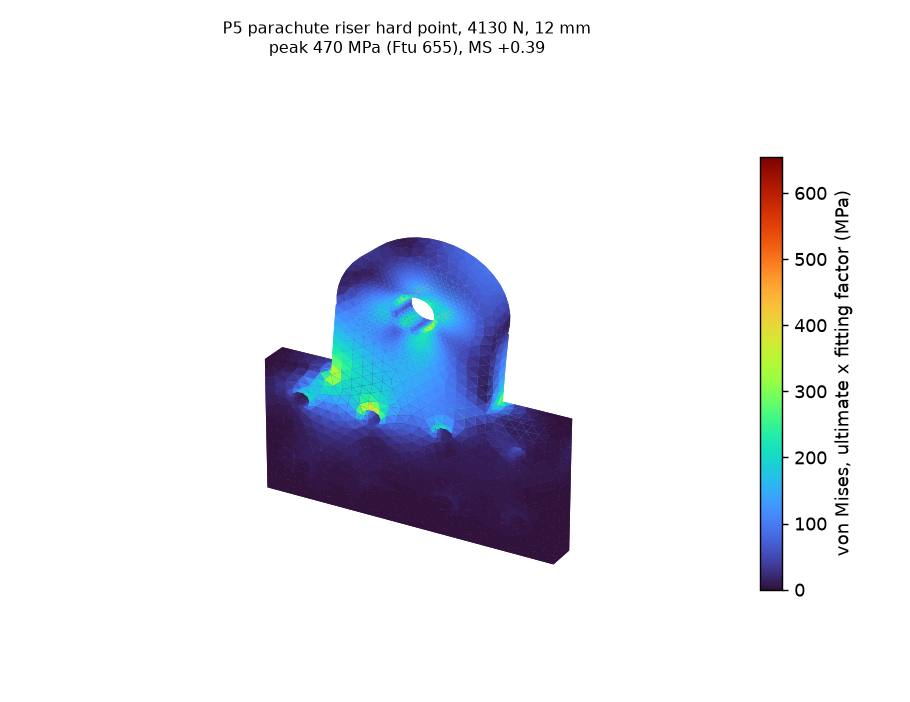 P5 parachute riser hard point, 4130 N, 12 mm
peak 470 MPa (Ftu 655), MS +0.39
600
500
400
300
200
100
0
von Mises, ultimate x fitting factor (MPa)